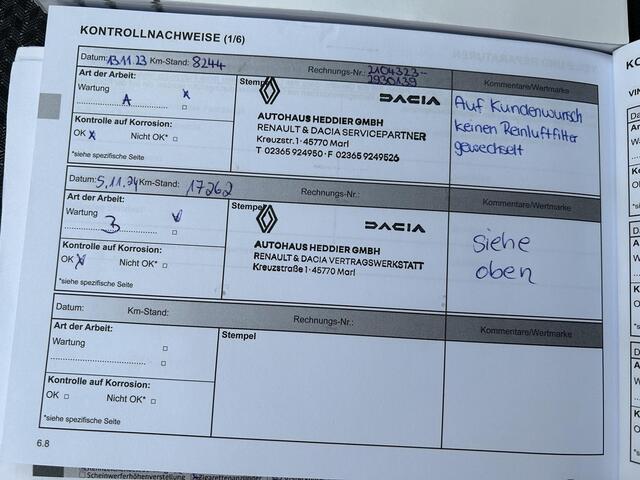 KONTROLLNACHWEISE (1/6)
Datum: 13.11.23 Km-Stand: 8244 Rechnungs-Nr.: 2104323-
2930139 Kommentare/Wertmarke
Art der Arbeit:
Wartung x
A
Kontrolle auf Korrosion:
OK x Nicht OK*
*siehe spezifische Seite
Stempel
DACIA
AUTOHAUS HEDDIER GMBH
RENAULT & DACIA SERVICEPARTNER
Kreuzstr. 1 · 45770 Marl
T 02365 924950 · F 02365 9249526
Auf Kundenwunsch
keinen Reinluftfilter
gewechselt
Datum: 5.11.24 Km-Stand: 17262 Rechnungs-Nr.: Kommentare/Wertmarke
Art der Arbeit:
Wartung
B
Kontrolle auf Korrosion:
OK x Nicht OK*
*siehe spezifische Seite
Stempel
DACIA
AUTOHAUS HEDDIER GMBH
RENAULT & DACIA VERTRAGSWERKSTATT
Kreuzstraße 1 · 45770 Marl
siehe
oben
Datum: Km-Stand: Rechnungs-Nr.: Kommentare/Wertmarke
Art der Arbeit:
Wartung
Kontrolle auf Korrosion:
OK Nicht OK*
*siehe spezifische Seite
Stempel
6.8
Scheinwerferhöhenverstellung Zigarettenanzünder